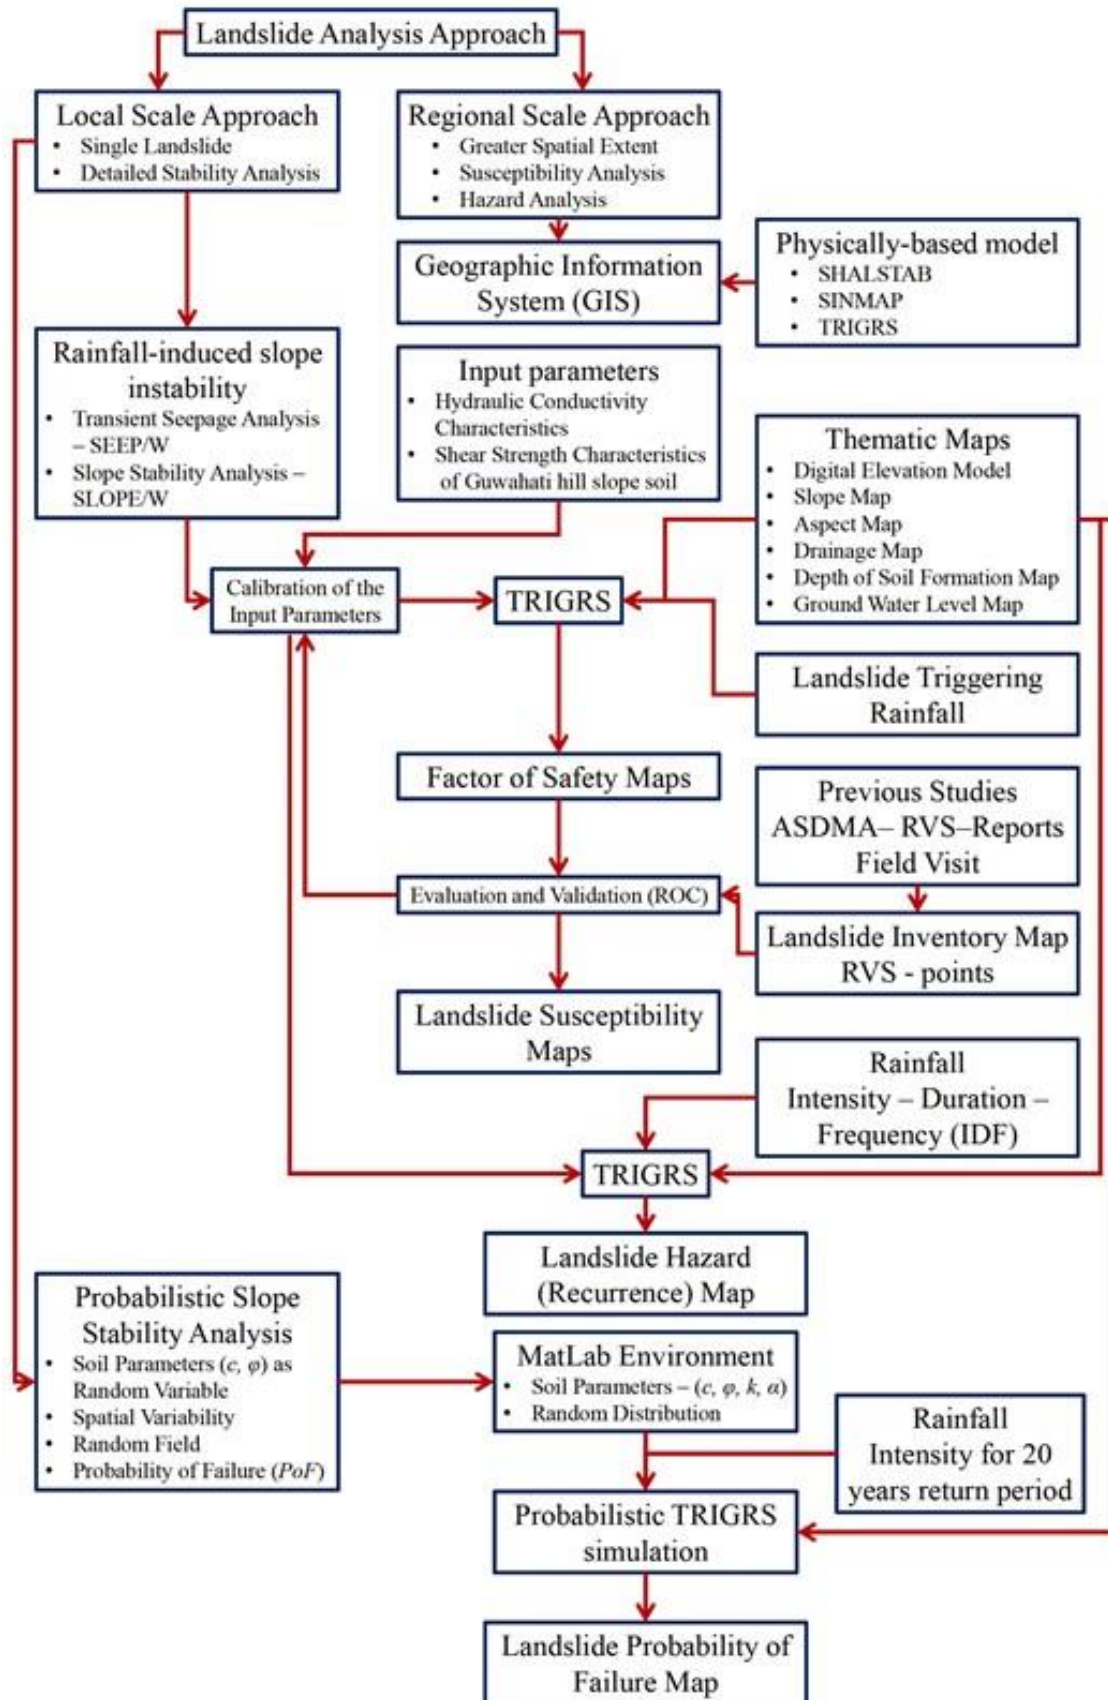 Landslide Analysis Approach
Local Scale Approach
• Single Landslide
• Detailed Stability Analysis
Regional Scale Approach
• Greater Spatial Extent
• Susceptibility Analysis
• Hazard Analysis
Geographic Information
System (GIS)
Physically-based model
• SHALSTAB
• SINMAP
• TRIGRS
Rainfall-induced slope
instability
• Transient Seepage Analysis
– SEEP/W
• Slope Stability Analysis –
SLOPE/W
Input parameters
• Hydraulic Conductivity
Characteristics
• Shear Strength Characteristics
of Guwahati hill slope soil
Thematic Maps
• Digital Elevation Model
• Slope Map
• Aspect Map
• Drainage Map
• Depth of Soil Formation Map
• Ground Water Level Map
Calibration of the
Input Parameters
TRIGRS
Landslide Triggering
Rainfall
Factor of Safety Maps
Previous Studies
ASDMA– RVS–Reports
Field Visit
Evaluation and Validation (ROC)
Landslide Inventory Map
RVS - points
Landslide Susceptibility
Maps
Rainfall
Intensity – Duration –
Frequency (IDF)
TRIGRS
Landslide Hazard
(Recurrence) Map
Probabilistic Slope
Stability Analysis
• Soil Parameters (c, φ) as
Random Variable
• Spatial Variability
• Random Field
• Probability of Failure (PoF)
MatLab Environment
• Soil Parameters – (c, φ, k, α)
• Random Distribution
Rainfall
Intensity for 20
years return period
Probabilistic TRIGRS
simulation
Landslide Probability of
Failure Map